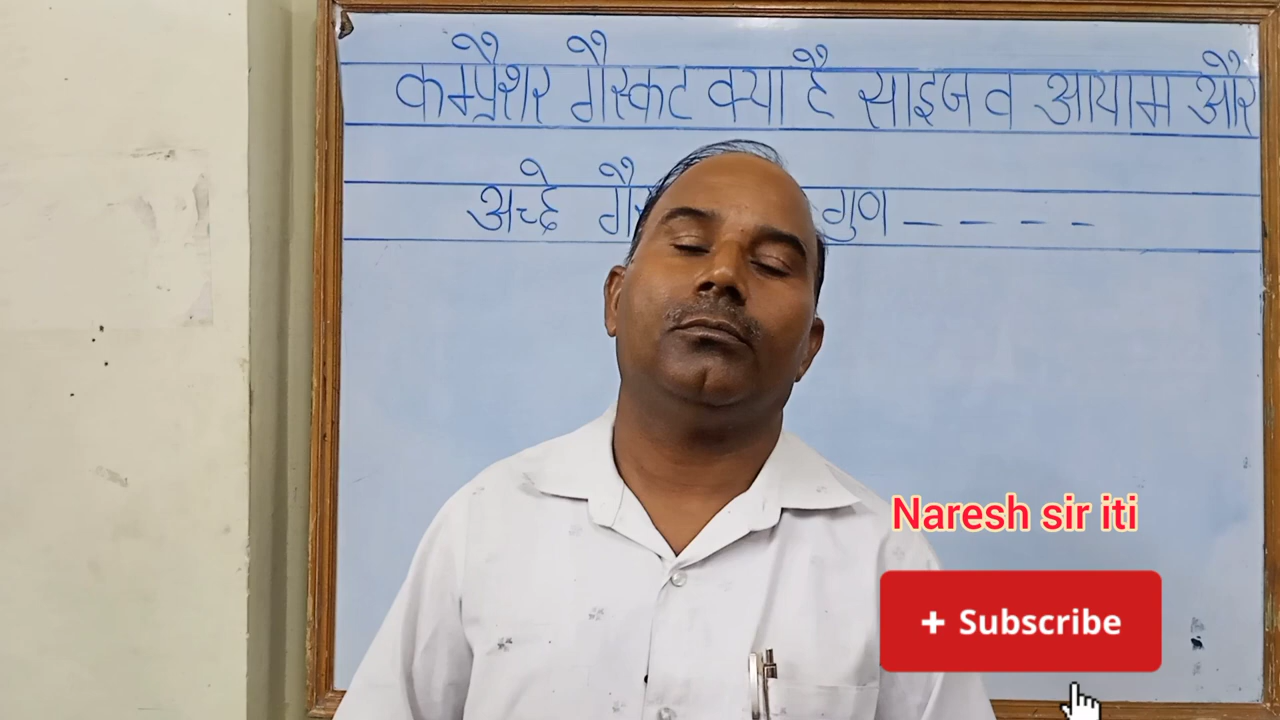 कम्प्रैशर गैस्कट क्या है साइज व आयाम और
अच्छे गुण – – – –
Naresh sir iti
+ Subscribe